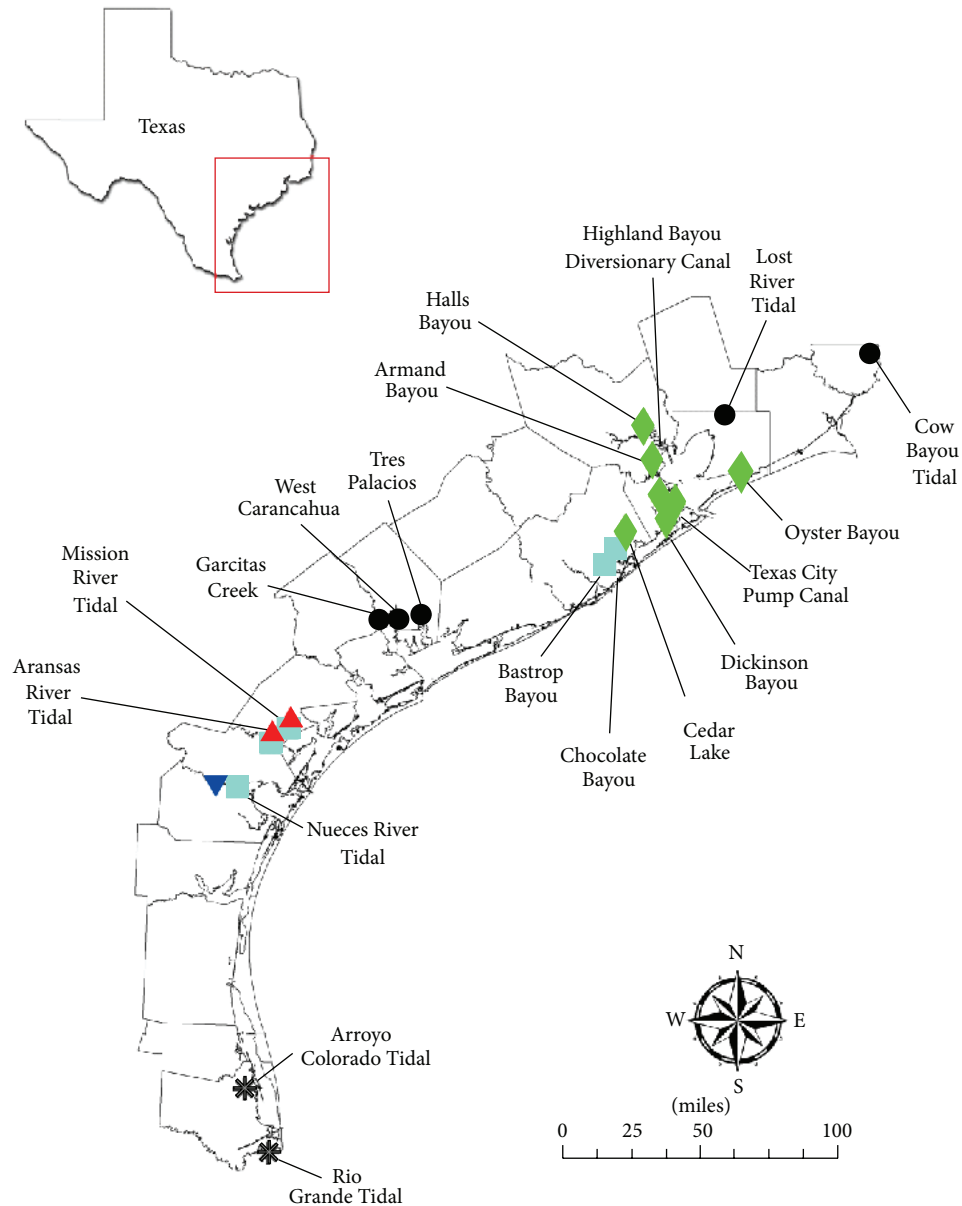 Texas
Highland Bayou
Diversionary Canal
Lost
River
Tidal
Halls
Bayou
Armand
Bayou
Cow
Bayou
Tidal
Tres
Palacios
West
Carancahua
Oyster Bayou
Mission
River
Tidal
Garcitas
Creek
Texas City
Pump Canal
Aransas
River
Tidal
Bastrop
Bayou
Dickinson
Bayou
Cedar
Lake
Chocolate
Bayou
Nueces River
Tidal
N
W
E
S
Arroyo
Colorado Tidal
(miles)
0 25 50 100
Rio
Grande Tidal